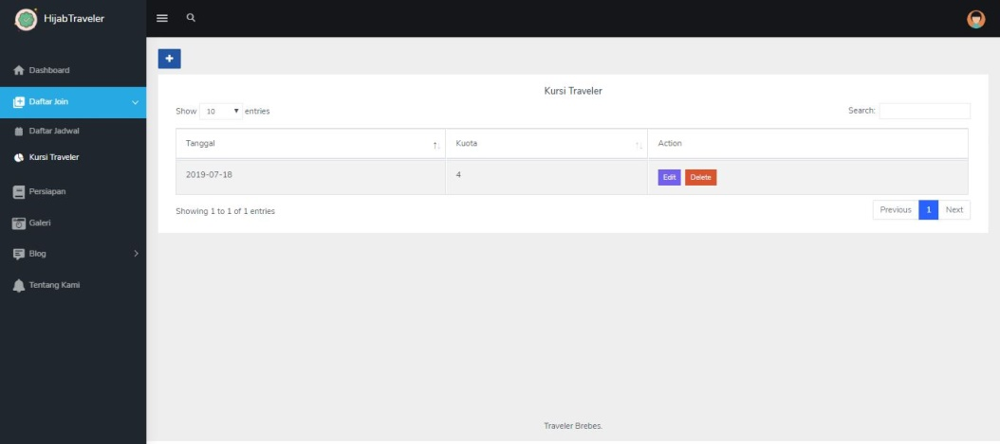 HijabTraveler
Dashboard
Daftar Join
Daftar Jadwal
Kursi Traveler
Persiapan
Galeri
Blog
Tentang Kami
Kursi Traveler
Show 10 entries
Search:
Tanggal Kuota Action
2019-07-18 4 Edit Delete
Showing 1 to 1 of 1 entries
Previous 1 Next
Traveler Brebes.